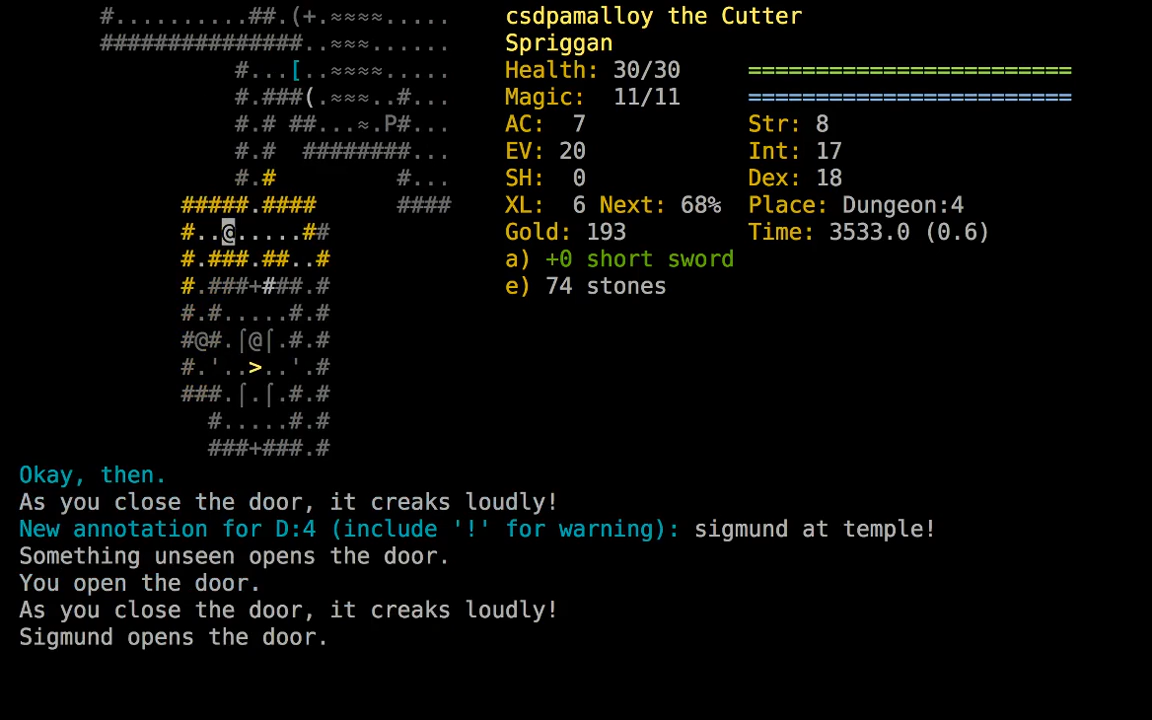 #..........##.(+.≈≈≈≈..... csdpamalloy the Cutter
###############..≈≈≈...... Spriggan
#...[..≈≈≈≈..... Health: 30/30 ========================
#.###(.≈≈≈..#... Magic: 11/11 ========================
#.# ##...≈.P#... AC: 7 Str: 8
#.# ########... EV: 20 Int: 17
#.# #... SH: 0 Dex: 18
#####.#### #### XL: 6 Next: 68% Place: Dungeon:4
#..@.....## Gold: 193 Time: 3533.0 (0.6)
#.###.##..# a) +0 short sword
#.###+###.# e) 74 stones
#.#.....#.#
#@#.⌠@⌠.#.#
#.'..>..'.#
###.⌠.⌠.#.#
#.....#.#
###+###.#
Okay, then.
As you close the door, it creaks loudly!
New annotation for D:4 (include '!' for warning): sigmund at temple!
Something unseen opens the door.
You open the door.
As you close the door, it creaks loudly!
Sigmund opens the door.